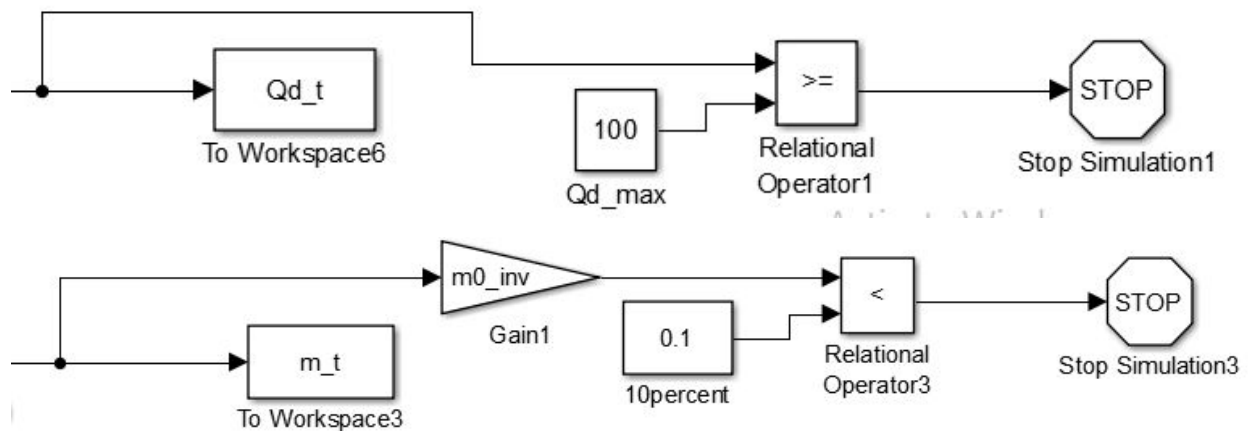 Qd_t
To Workspace6
100
Qd_max
>=
Relational
Operator1
STOP
Stop Simulation1
m0_inv
Gain1
m_t
To Workspace3
0.1
10percent
<
Relational
Operator3
STOP
Stop Simulation3